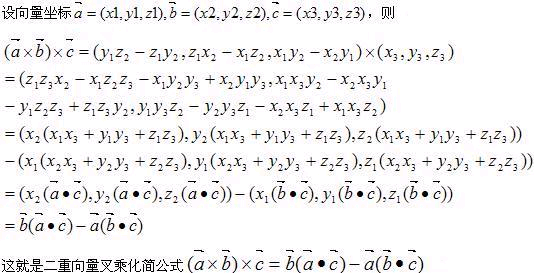 设向量坐标 a⃗ = (x1, y1, z1), b⃗ = (x2, y2, z2), c⃗ = (x3, y3, z3)，则
(a⃗ × b⃗) × c⃗ = (y₁z₂ − z₁y₂, z₁x₂ − x₁z₂, x₁y₂ − x₂y₁) × (x₃, y₃, z₃)
= (z₁z₃x₂ − x₁z₂z₃ − x₁y₂y₃ + x₂y₁y₃, x₁x₃y₂ − x₂x₃y₁
− y₁z₂z₃ + z₁z₃y₂, y₁y₃z₂ − y₂y₃z₁ − x₂x₃z₁ + x₁x₃z₂)
= (x₂(x₁x₃ + y₁y₃ + z₁z₃), y₂(x₁x₃ + y₁y₃ + z₁z₃), z₂(x₁x₃ + y₁y₃ + z₁z₃))
− (x₁(x₂x₃ + y₂y₃ + z₂z₃), y₁(x₂x₃ + y₂y₃ + z₂z₃), z₁(x₂x₃ + y₂y₃ + z₂z₃))
= (x₂(a⃗ • c⃗), y₂(a⃗ • c⃗), z₂(a⃗ • c⃗)) − (x₁(b⃗ • c⃗), y₁(b⃗ • c⃗), z₁(b⃗ • c⃗))
= b⃗(a⃗ • c⃗) − a⃗(b⃗ • c⃗)
这就是二重向量叉乘化简公式 (a⃗ × b⃗) × c⃗ = b⃗(a⃗ • c⃗) − a⃗(b⃗ • c⃗)